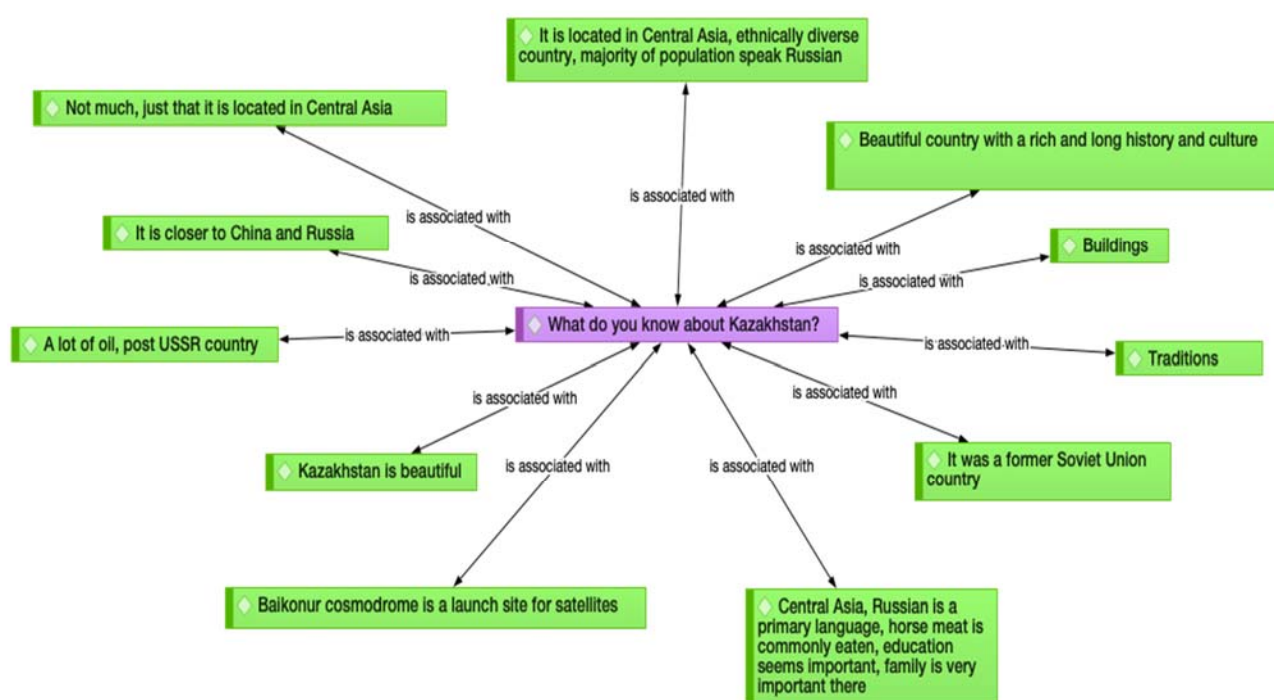 It is located in Central Asia, ethnically diverse
country, majority of population speak Russian
Not much, just that it is located in Central Asia
Beautiful country with a rich and long history and culture
is associated with
is associated with
It is closer to China and Russia
is associated with
Buildings
is associated with
is associated with
What do you know about Kazakhstan?
A lot of oil, post USSR country
is associated with
is associated with
Traditions
is associated with
is associated with
Kazakhstan is beautiful
is associated with
is associated with
It was a former Soviet Union
country
Baikonur cosmodrome is a launch site for satellites
Central Asia, Russian is a
primary language, horse meat is
commonly eaten, education
seems important, family is very
important there